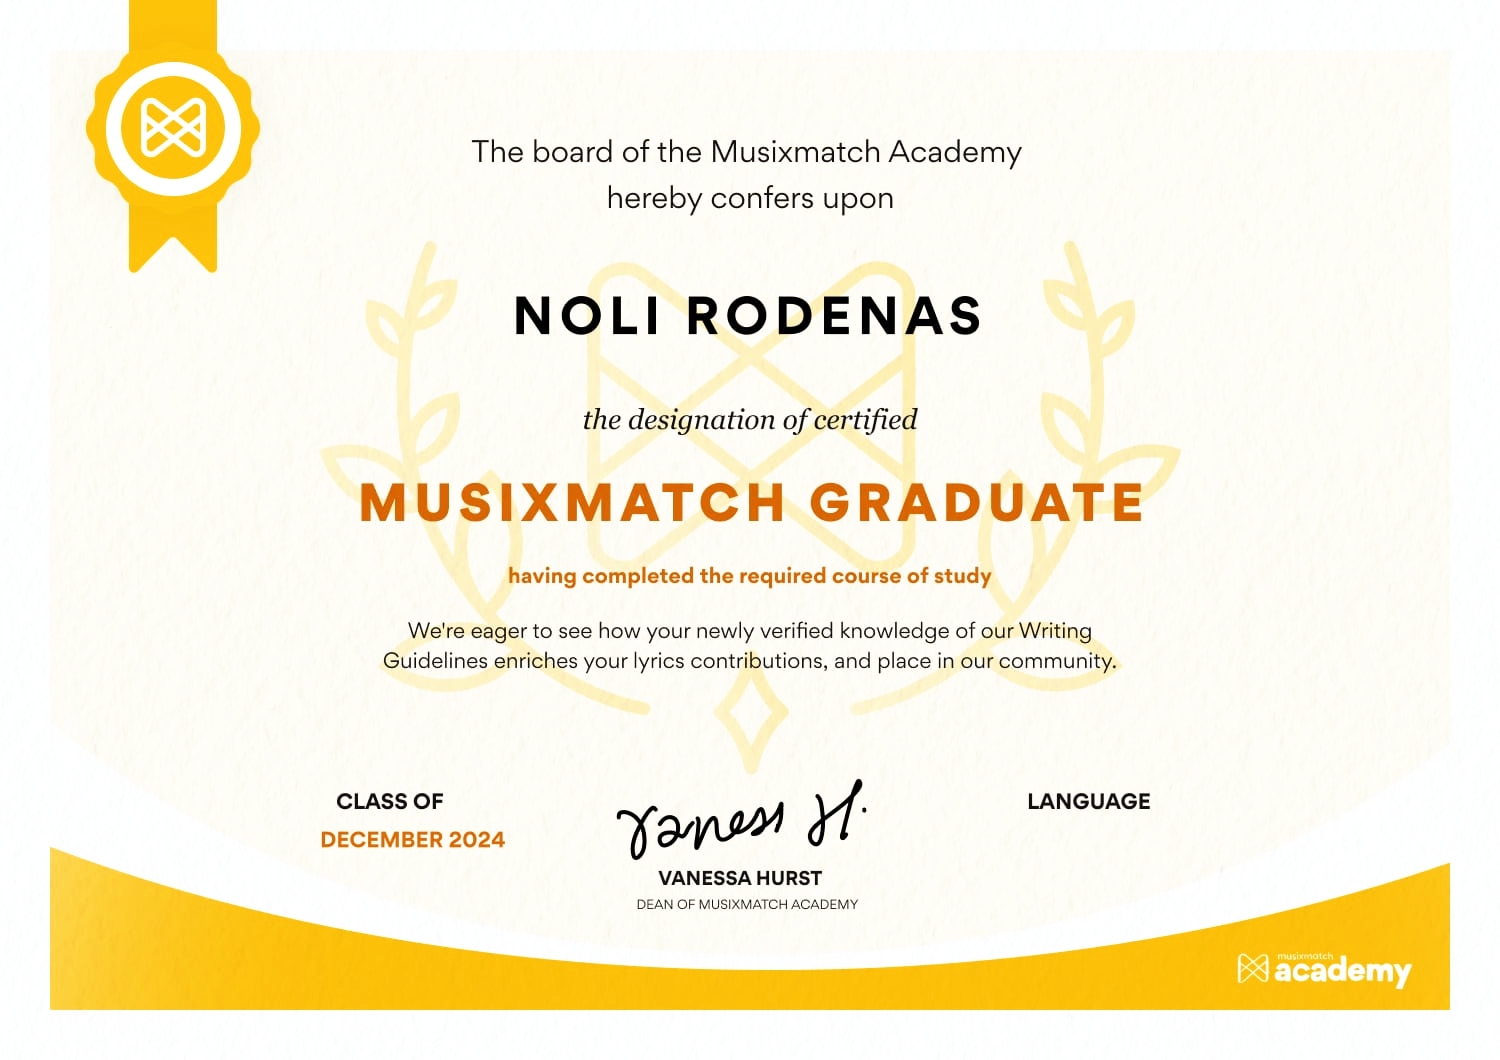 The board of the Musixmatch Academy
hereby confers upon
NOLI RODENAS
the designation of certified
MUSIXMATCH GRADUATE
having completed the required course of study
We're eager to see how your newly verified knowledge of our Writing
Guidelines enriches your lyrics contributions, and place in our community.
CLASS OF
DECEMBER 2024
Vaness H.
VANESSA HURST
DEAN OF MUSIXMATCH ACADEMY
LANGUAGE
musixmatch
academy